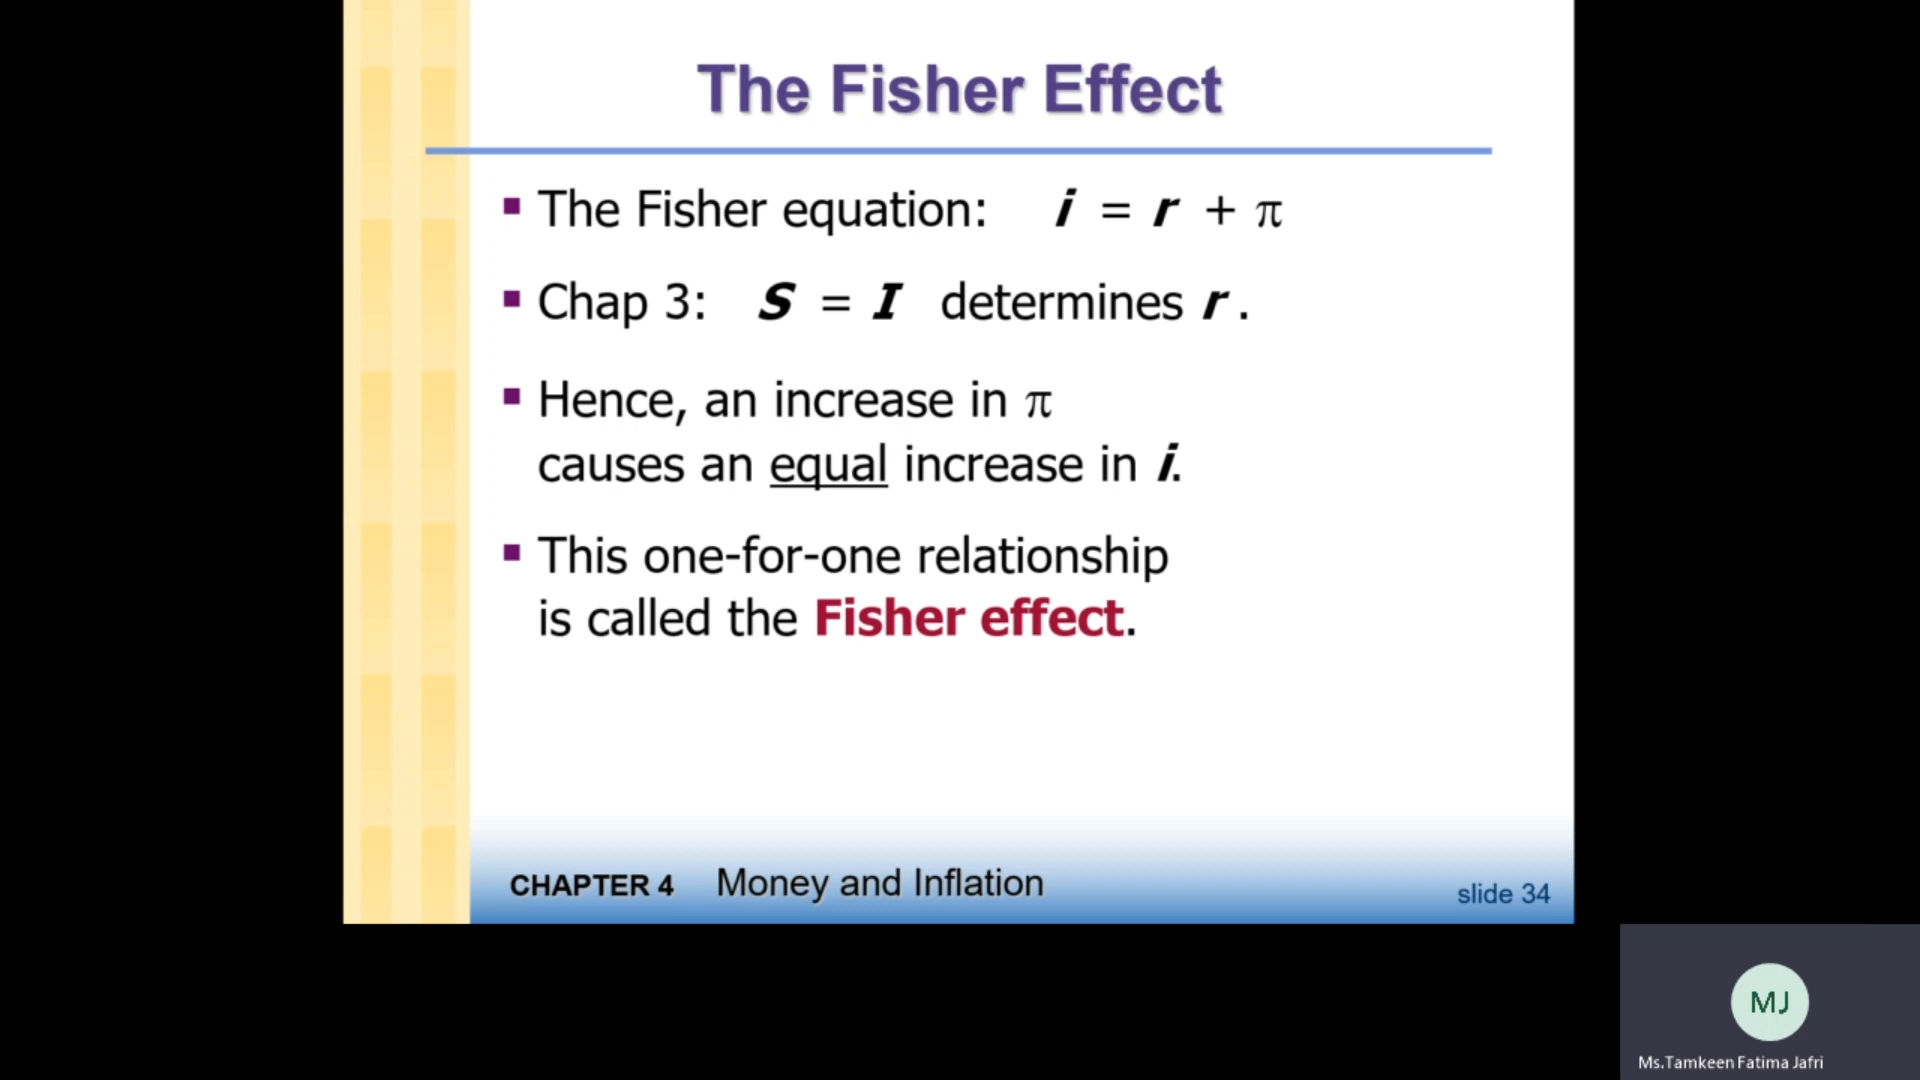 The Fisher Effect
▪ The Fisher equation: i = r + π
▪ Chap 3: S = I determines r .
▪ Hence, an increase in π
causes an equal increase in i.
▪ This one-for-one relationship
is called the Fisher effect.
CHAPTER 4 Money and Inflation
slide 34
MJ
Ms.Tamkeen Fatima Jafri